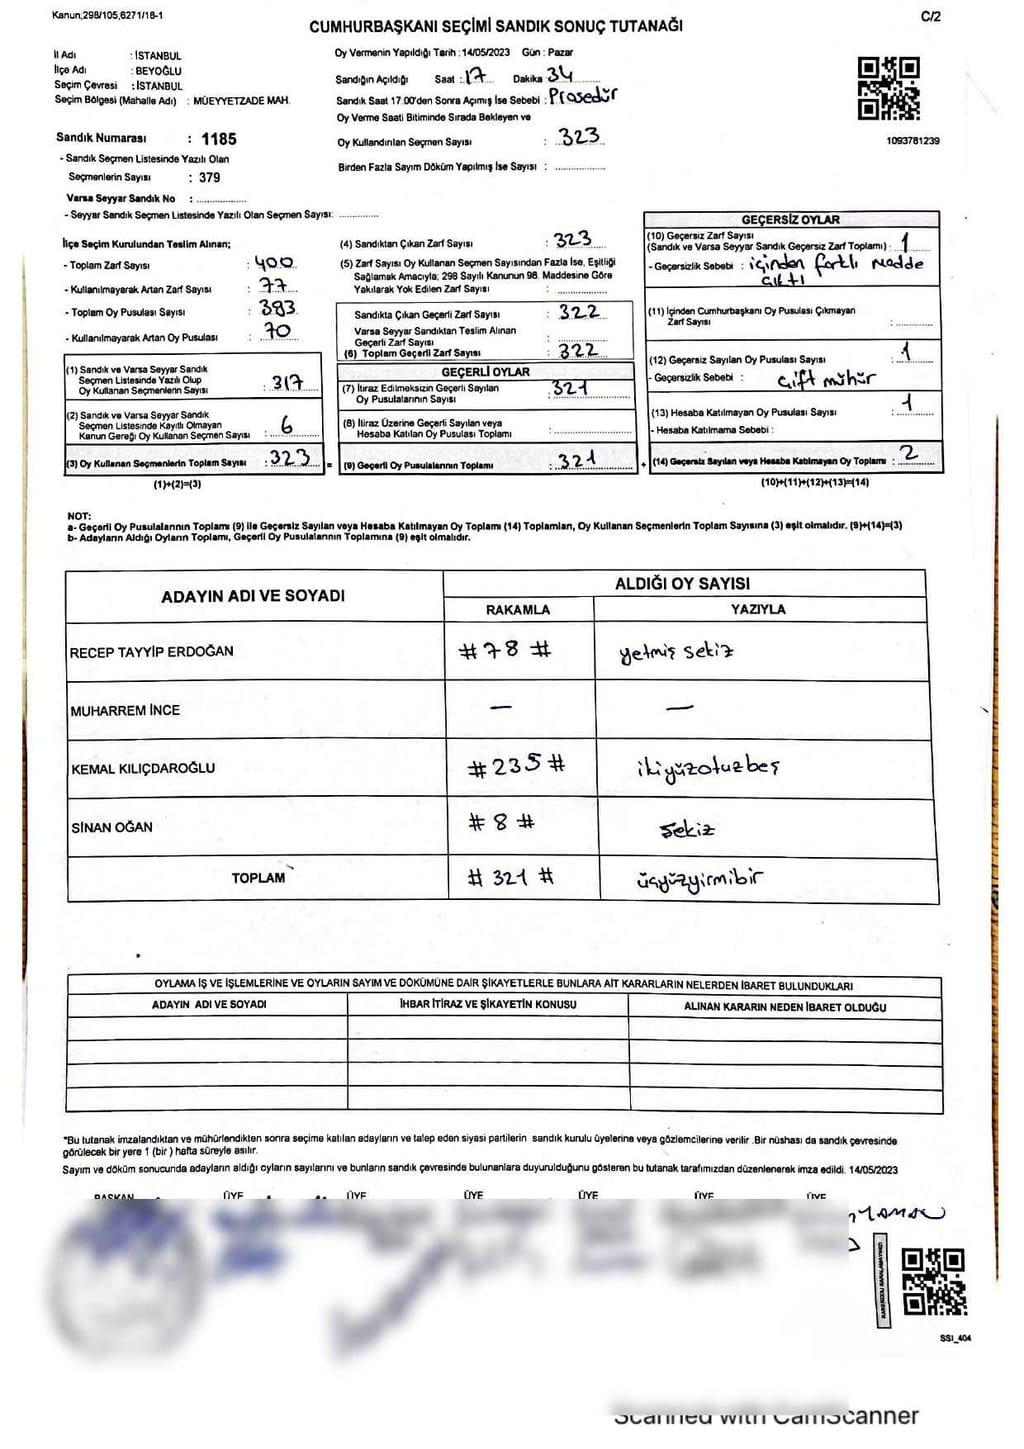 Kanun,298/105,6271/18-1
C/2
CUMHURBAŞKANI SEÇİMİ SANDIK SONUÇ TUTANAĞI
İl Adı : İSTANBUL
İlçe Adı : BEYOĞLU
Seçim Çevresi : İSTANBUL
Seçim Bölgesi (Mahalle Adı) : MÜEYYETZADE MAH.
Oy Vermenin Yapıldığı Tarih : 14/05/2023 Gün : Pazar
Sandığın Açıldığı Saat : 17 Dakika 34
Sandık Saat 17:00'den Sonra Açımış İse Sebebi : Prosedür
Oy Verme Saati Bitiminde Sırada Bekleyen ve
Oy Kullandırılan Seçmen Sayısı : 323
Birden Fazla Sayım Döküm Yapılmış İse Sayısı :
1093781239
Sandık Numarası : 1185
- Sandık Seçmen Listesinde Yazılı Olan
Seçmenlerin Sayısı : 379
Varsa Seyyar Sandık No :
- Seyyar Sandık Seçmen Listesinde Yazılı Olan Seçmen Sayısı:
İlçe Seçim Kurulundan Teslim Alınan;
- Toplam Zarf Sayısı : 400
- Kullanılmayarak Artan Zarf Sayısı : 77
- Toplam Oy Pusulası Sayısı : 393
- Kullanılmayarak Artan Oy Pusulası : 70
(1) Sandık ve Varsa Seyyar Sandık
Seçmen Listesinde Yazılı Olup
Oy Kullanan Seçmenlerin Sayısı : 317
(2) Sandık ve Varsa Seyyar Sandık
Seçmen Listesinde Kayıtlı Olmayan
Kanun Gereği Oy Kullanan Seçmen Sayısı : 6
(3) Oy Kullanan Seçmenlerin Toplam Sayısı : 323
(1)+(2)=(3)
(4) Sandıktan Çıkan Zarf Sayısı : 323
(5) Zarf Sayısı Oy Kullanan Seçmen Sayısından Fazla İse, Eşitliği
Sağlamak Amacıyla; 298 Sayılı Kanunun 98. Maddesine Göre
Yakılarak Yok Edilen Zarf Sayısı :
Sandıkta Çıkan Geçerli Zarf Sayısı : 322
Varsa Seyyar Sandıktan Teslim Alınan
Geçerli Zarf Sayısı :
(6) Toplam Geçerli Zarf Sayısı : 322
GEÇERLİ OYLAR
(7) İtiraz Edilmeksizin Geçerli Sayılan
Oy Pusulalarının Sayısı : 321
(8) İtiraz Üzerine Geçerli Sayılan veya
Hesaba Katılan Oy Pusulası Toplamı :
= (9) Geçerli Oy Pusulalarının Toplamı : 321
GEÇERSİZ OYLAR
(10) Geçersiz Zarf Sayısı
(Sandık ve Varsa Seyyar Sandık Geçersiz Zarf Toplamı) : 1
- Geçersizlik Sebebi : içinden farklı madde
çıktı
(11) İçinden Cumhurbaşkanı Oy Pusulası Çıkmayan
Zarf Sayısı :
(12) Geçersiz Sayılan Oy Pusulası Sayısı : 1
- Geçersizlik Sebebi : çift mühür
(13) Hesaba Katılmayan Oy Pusulası Sayısı : 1
- Hesaba Katılmama Sebebi :
+ (14) Geçersiz Sayılan veya Hesaba Katılmayan Oy Toplamı : 2
(10)+(11)+(12)+(13)=(14)
NOT:
a- Geçerli Oy Pusulalarının Toplamı (9) ile Geçersiz Sayılan veya Hesaba Katılmayan Oy Toplamı (14) Toplamları, Oy Kullanan Seçmenlerin Toplam Sayısına (3) eşit olmalıdır. (9)+(14)=(3)
b- Adayların Aldığı Oyların Toplamı, Geçerli Oy Pusulalarının Toplamına (9) eşit olmalıdır.
ADAYIN ADI VE SOYADI
ALDIĞI OY SAYISI
RAKAMLA YAZIYLA
RECEP TAYYİP ERDOĞAN #78# yetmiş sekiz
MUHARREM İNCE — —
KEMAL KILIÇDAROĞLU #235# ikiyüzotuzbeş
SİNAN OĞAN #8# sekiz
TOPLAM #321# üçyüzyirmibir
OYLAMA İŞ VE İŞLEMLERİNE VE OYLARIN SAYIM VE DÖKÜMÜNE DAİR ŞİKAYETLERLE BUNLARA AİT KARARLARIN NELERDEN İBARET BULUNDUKLARI
ADAYIN ADI VE SOYADI İHBAR İTİRAZ VE ŞİKAYETİN KONUSU ALINAN KARARIN NEDEN İBARET OLDUĞU
*Bu tutanak imzalandıktan ve mühürlendikten sonra seçime katılan adayların ve talep eden siyasi partilerin sandık kurulu üyelerine veya gözlemcilerine verilir .Bir nüshası da sandık çevresinde
görülecek bir yere 1 (bir ) hafta süreyle asılır.
Sayım ve döküm sonucunda adayların aldığı oyların sayılarını ve bunların sandık çevresinde bulunanlara duyurulduğunu gösteren bu tutanak tarafımızdan düzenlenerek imza edildi. 14/05/2023
BAŞKAN ÜYE ÜYE ÜYE ÜYE ÜYE ÜYE
SSI_404
Scanned with CamScanner